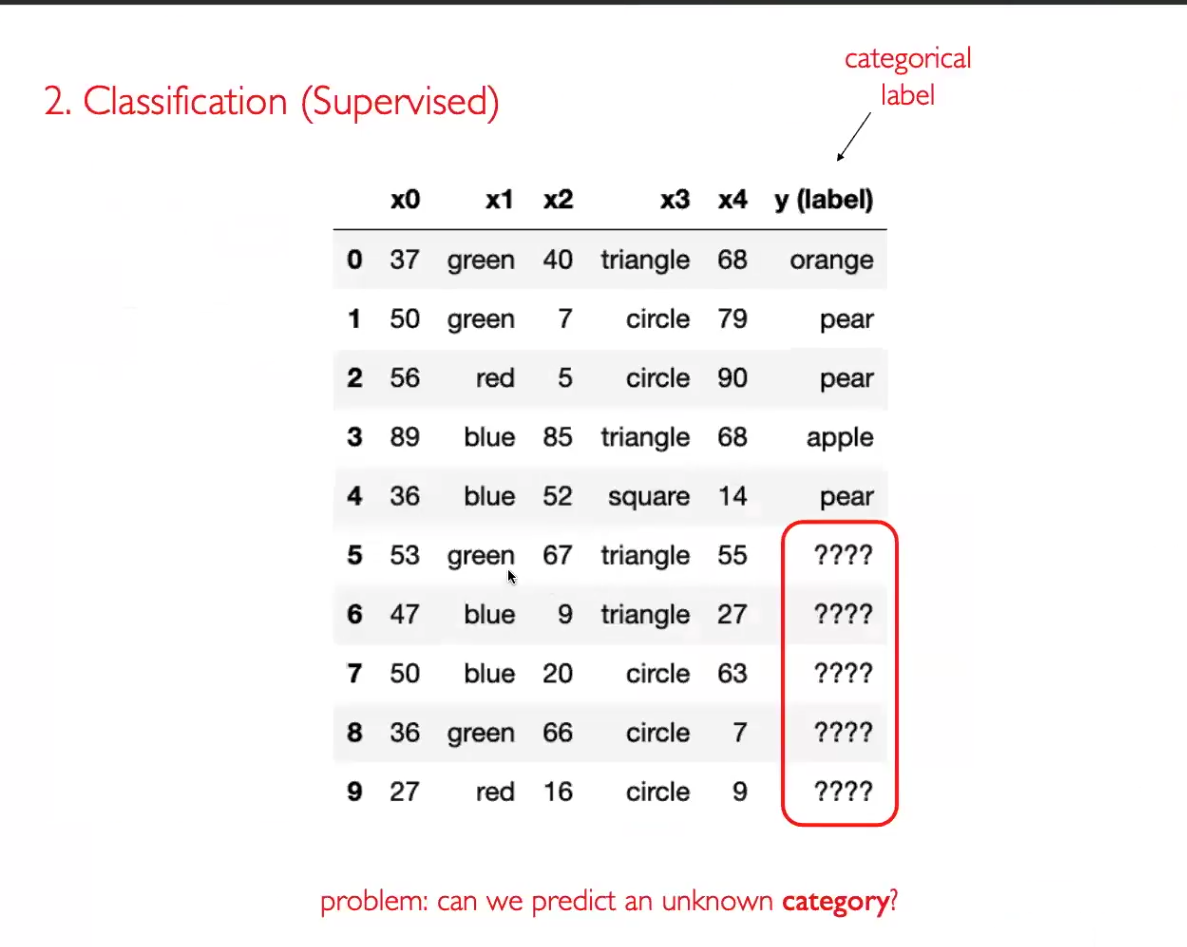 categorical
label
2. Classification (Supervised)
x0 x1 x2 x3 x4 y (label)
0 37 green 40 triangle 68 orange
1 50 green 7 circle 79 pear
2 56 red 5 circle 90 pear
3 89 blue 85 triangle 68 apple
4 36 blue 52 square 14 pear
5 53 green 67 triangle 55 ????
6 47 blue 9 triangle 27 ????
7 50 blue 20 circle 63 ????
8 36 green 66 circle 7 ????
9 27 red 16 circle 9 ????
problem: can we predict an unknown category?